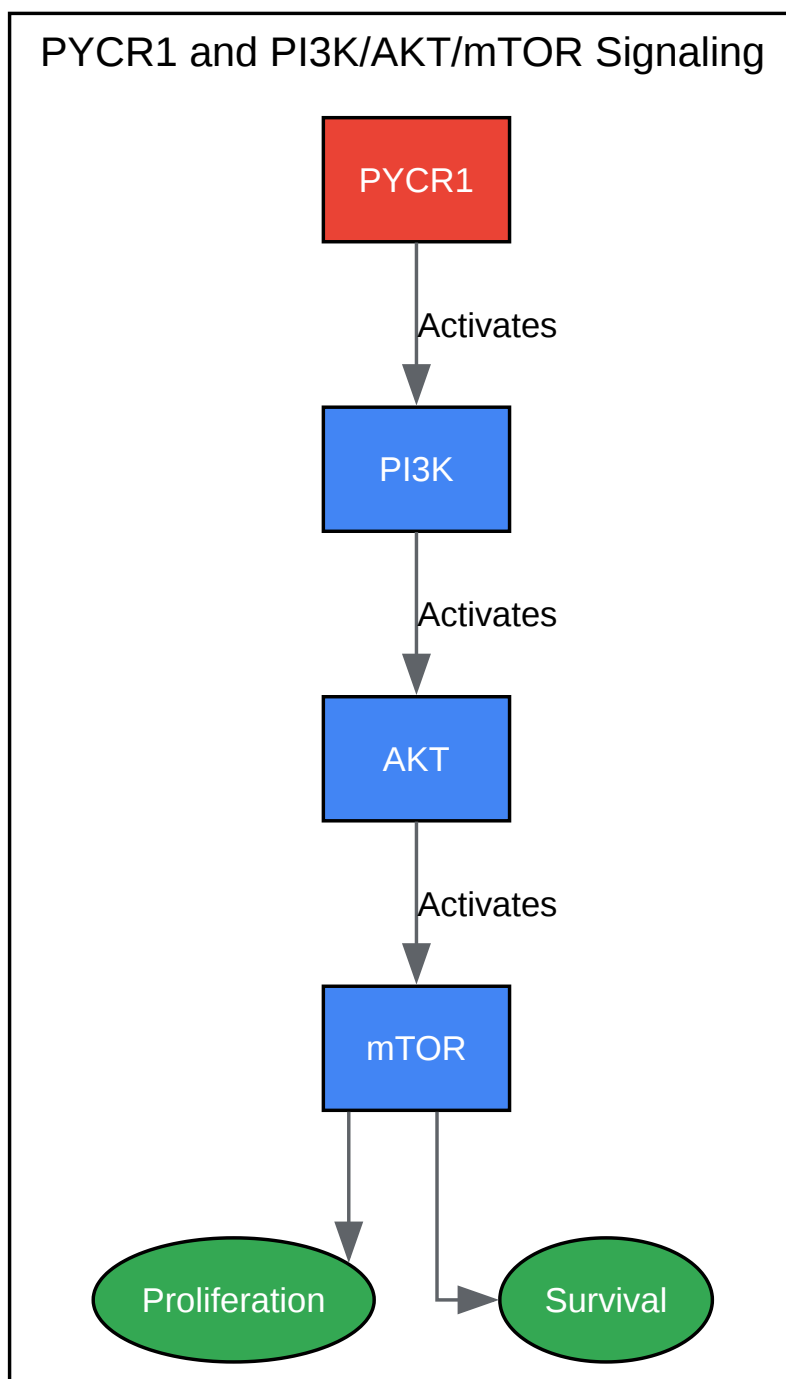 PYCR1 and PI3K/AKT/mTOR Signaling
PYCR1
Activates
PI3K
Activates
AKT
Activates
mTOR
Proliferation
Survival